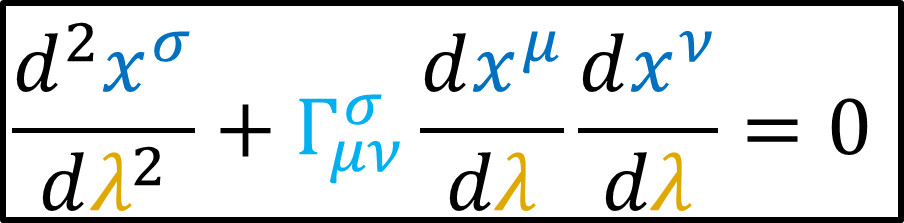 d²x^σ/dλ² + Γ^σ_μν dx^μ/dλ dx^ν/dλ = 0